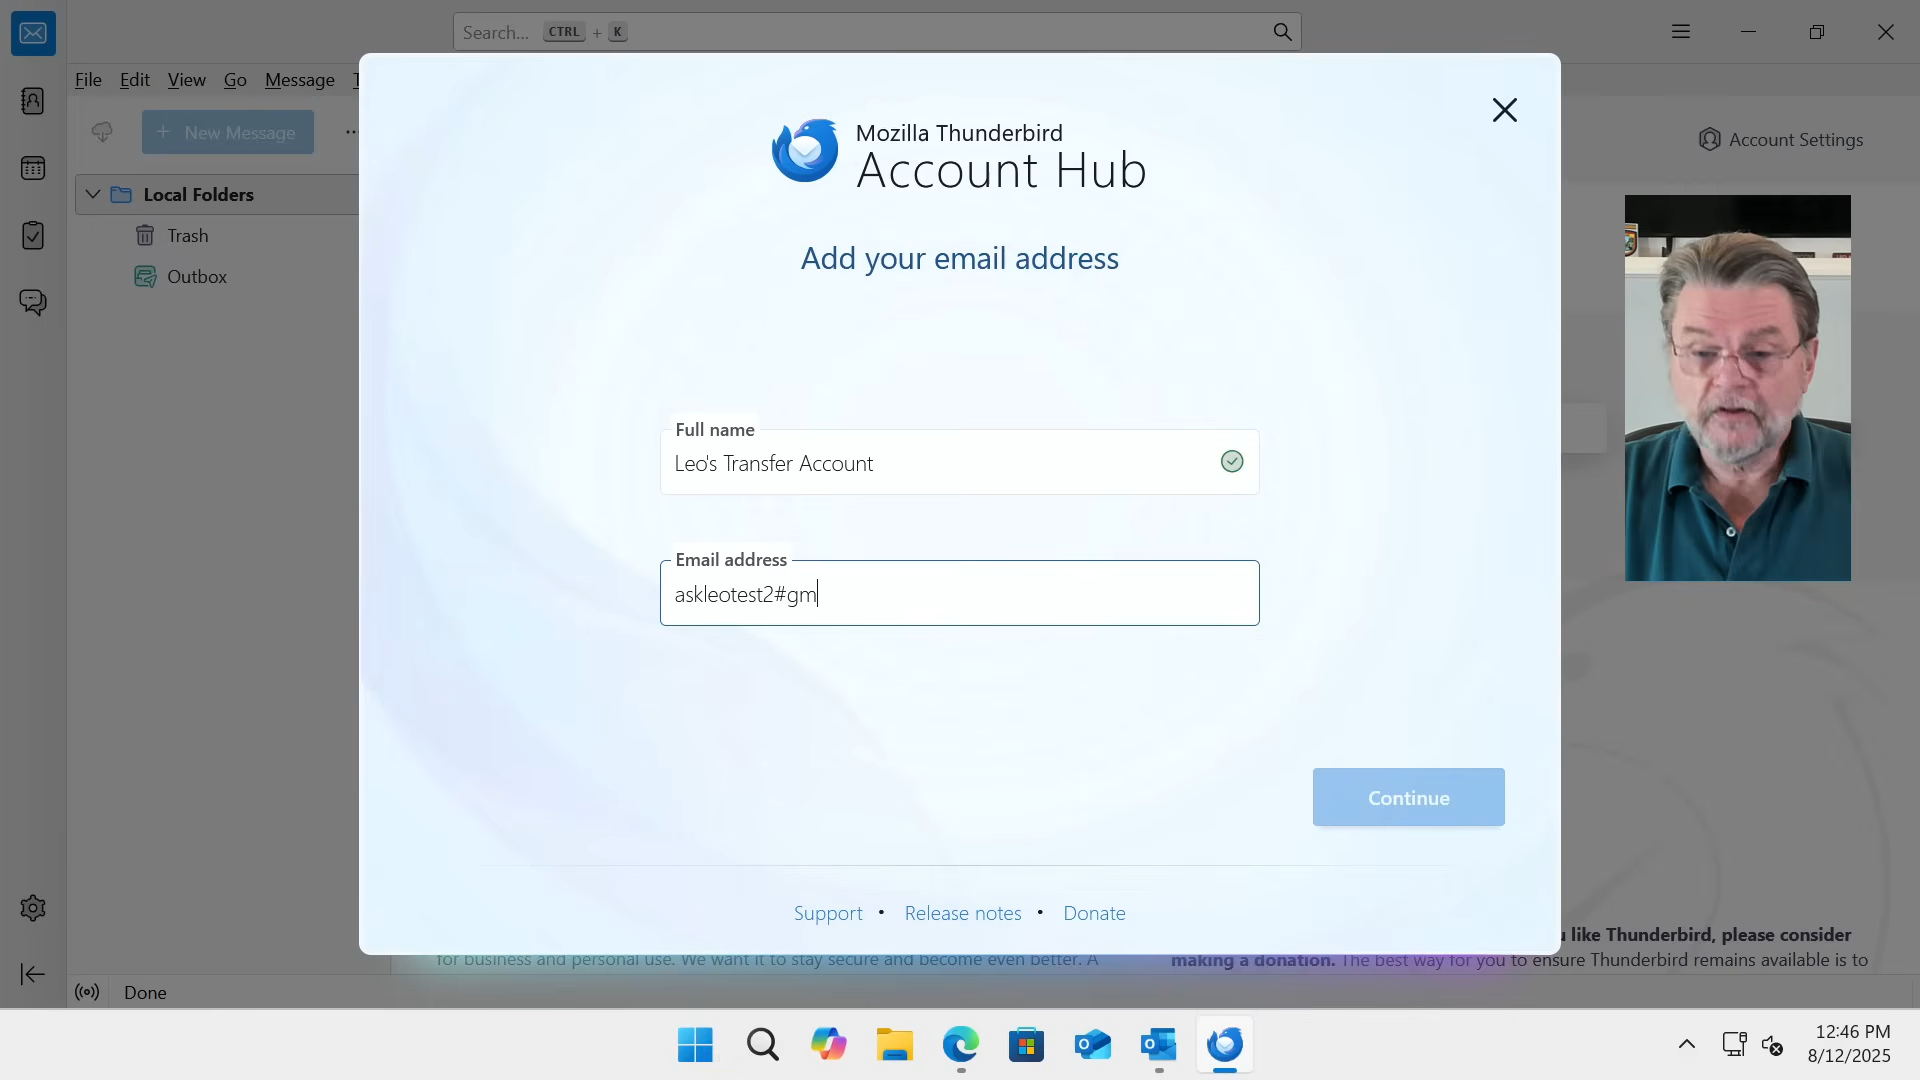 Search... CTRL + K
File Edit View Go Message
New Message
Account Settings
Local Folders
Trash
Outbox
Mozilla Thunderbird
Account Hub
Add your email address
Full name
Leo's Transfer Account
Email address
askleotest2#gm
Continue
Support • Release notes • Donate
like Thunderbird, please consider
for business and personal use. We want it to stay secure and become even better. A
making a donation. The best way for you to ensure Thunderbird remains available is to
Done
12:46 PM
8/12/2025